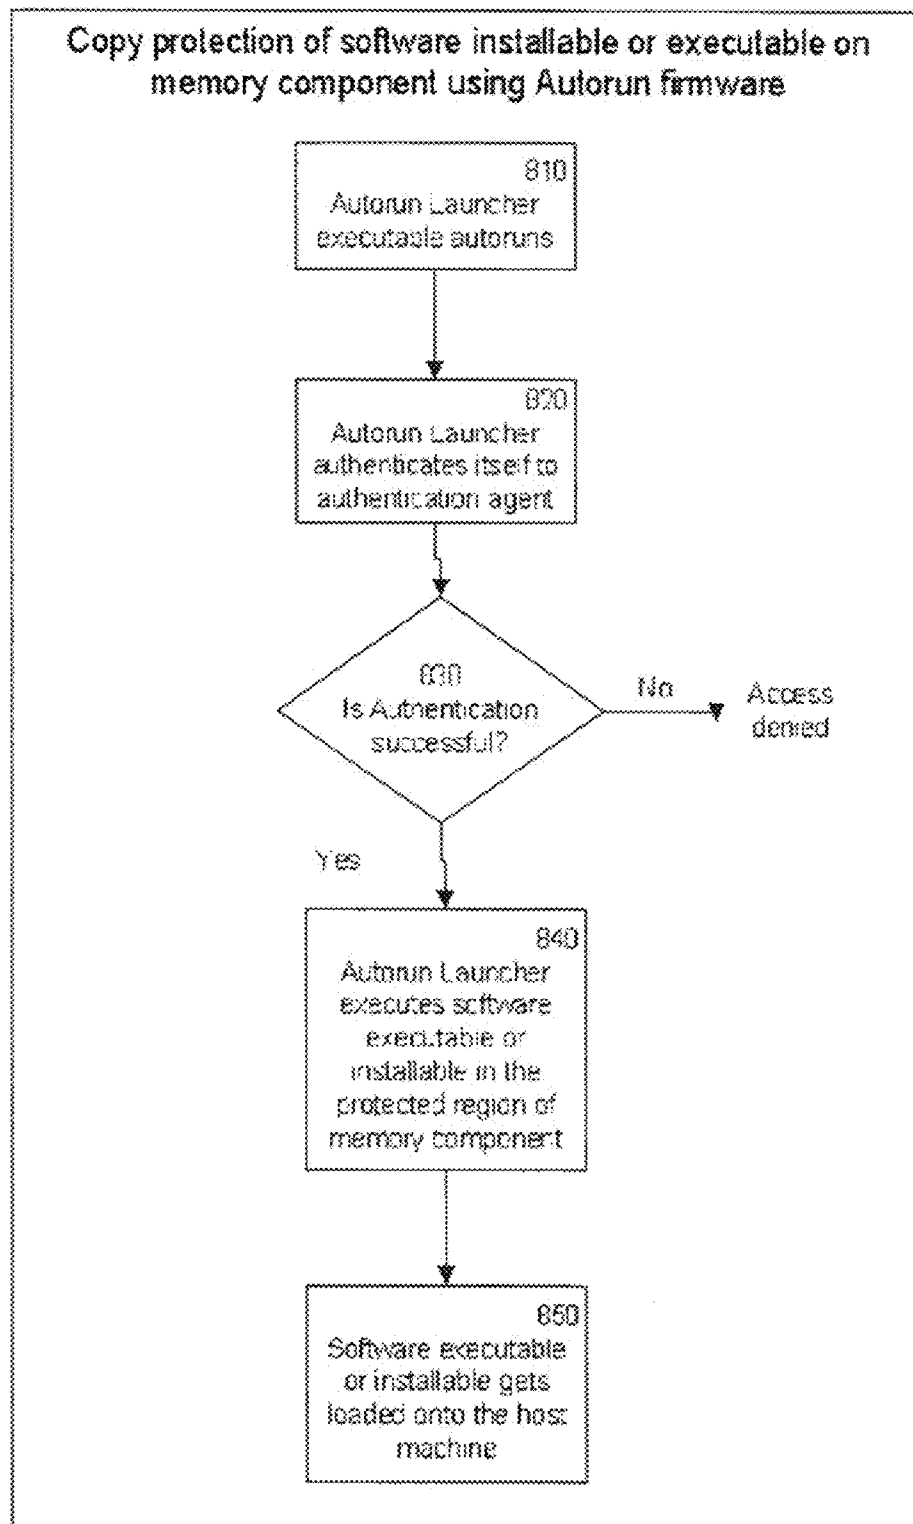 Copy protection of software installable or executable on
memory component using Autorun firmware
810
Autorun Launcher
executable autoruns
820
Autorun Launcher
authenticates itself to
authentication agent
830
Is Authentication
successful?
No
Access
denied
Yes
840
Autorun Launcher
executes software
executable or
installable in the
protected region of
memory component
850
Software executable
or installable gets
loaded onto the host
machine